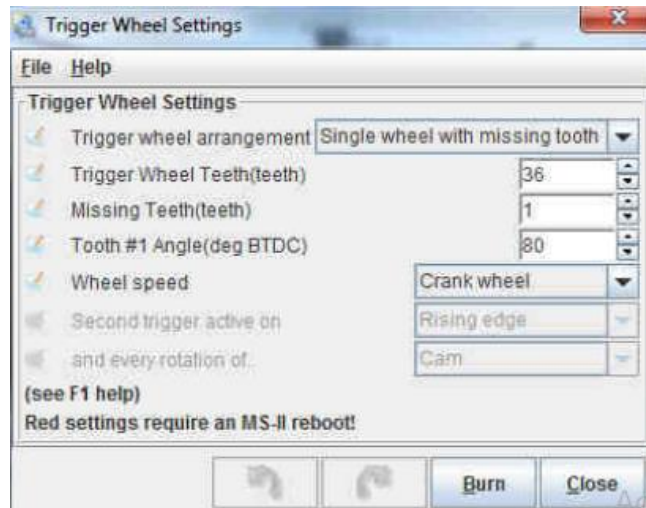 Trigger Wheel Settings
File Help
Trigger Wheel Settings
Trigger wheel arrangement Single wheel with missing tooth
Trigger Wheel Teeth(teeth) 36
Missing Teeth(teeth) 1
Tooth #1 Angle(deg BTDC) 80
Wheel speed Crank wheel
Second trigger active on Rising edge
and every rotation of.. Cam
(see F1 help)
Red settings require an MS-II reboot!
Burn Close